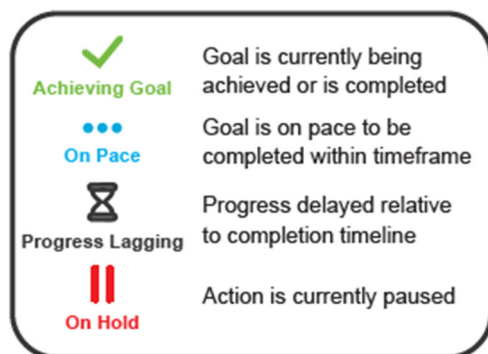 Achieving Goal
Goal is currently being
achieved or is completed
On Pace
Goal is on pace to be
completed within timeframe
Progress Lagging
Progress delayed relative
to completion timeline
On Hold
Action is currently paused